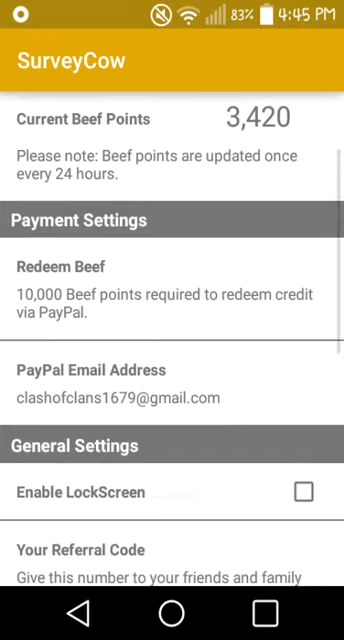 83% 4:45 PM
SurveyCow
Current Beef Points 3,420
Please note: Beef points are updated once
every 24 hours.
Payment Settings
Redeem Beef
10,000 Beef points required to redeem credit
via PayPal.
PayPal Email Address
clashofclans1679@gmail.com
General Settings
Enable LockScreen
Your Referral Code
Give this number to your friends and family